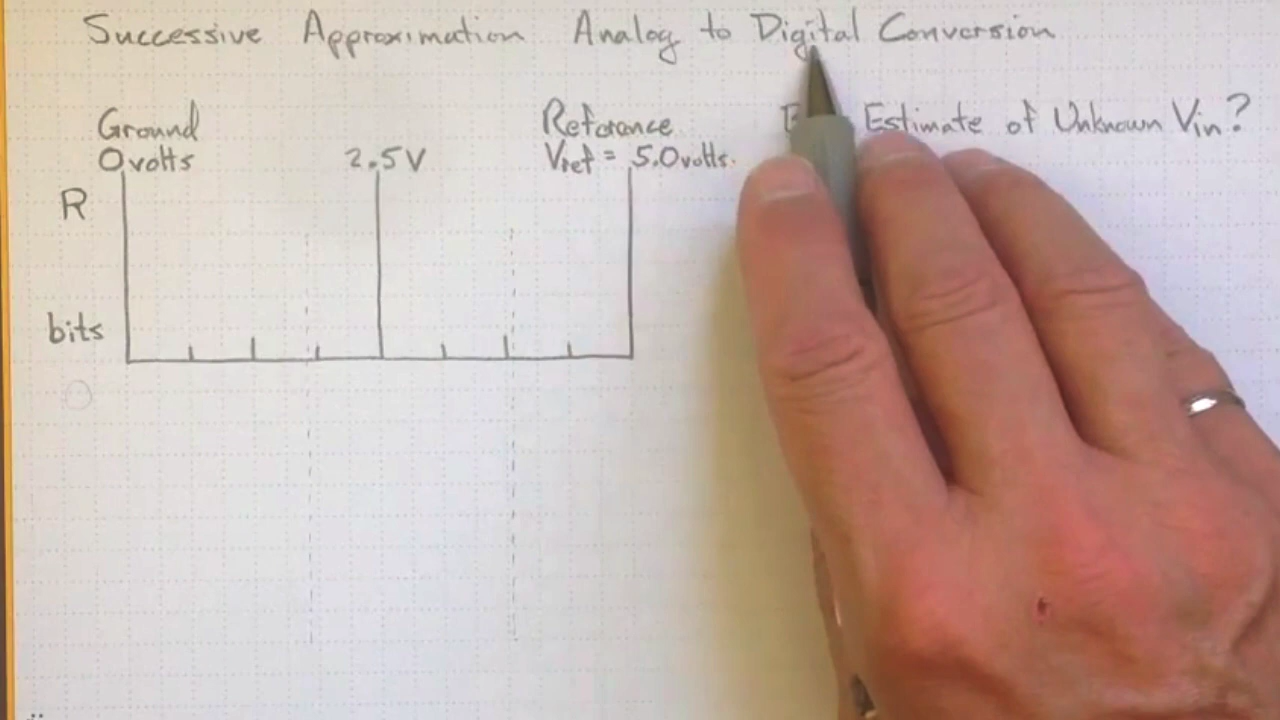 Successive Approximation Analog to Digital Conversion
Ground Reference Estimate of Unknown Vin?
0 volts 2.5V Vref = 5.0 volts.
R
bits